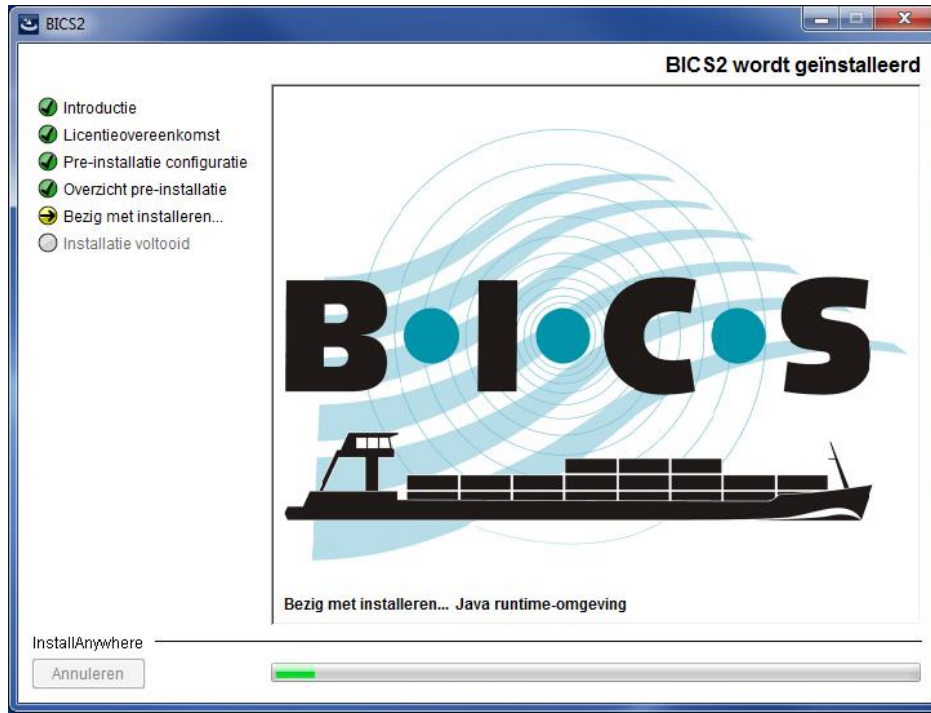 BICS2
BICS2 wordt geïnstalleerd
Introductie
Licentieovereenkomst
Pre-installatie configuratie
Overzicht pre-installatie
Bezig met installeren...
Installatie voltooid
B·I·C·S
Bezig met installeren... Java runtime-omgeving
InstallAnywhere
Annuleren